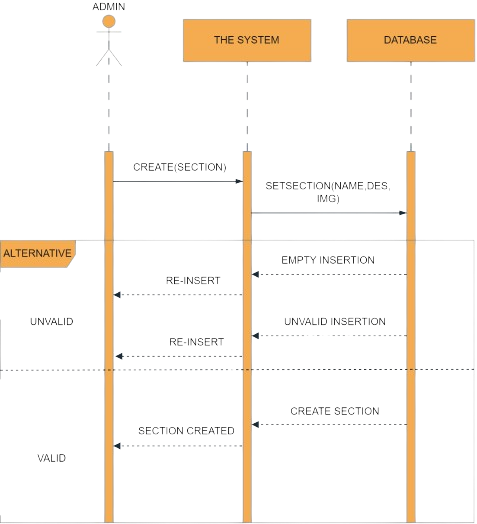 ADMIN
THE SYSTEM
DATABASE
CREATE(SECTION)
SETSECTION(NAME,DES,
IMG)
ALTERNATIVE
EMPTY INSERTION
RE-INSERT
UNVALID
UNVALID INSERTION
RE-INSERT
CREATE SECTION
SECTION CREATED
VALID